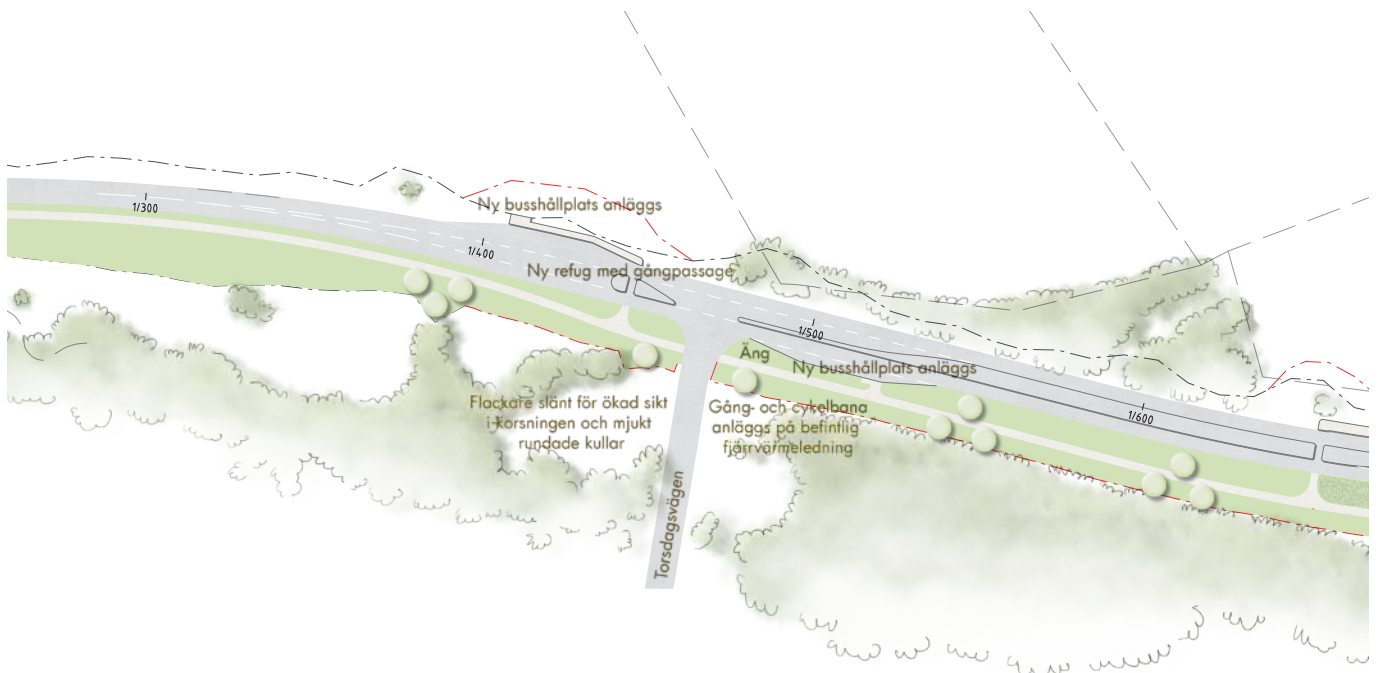 1/300
Ny busshållplats anläggs
1/400
Ny refug med gångpassage
1/500
Äng
Ny busshållplats anläggs
Flackare slänt för ökad sikt
i korsningen och mjukt
rundade kullar
Gång- och cykelbana
anläggs på befintlig
fjärrvärmeledning
1/600
Torsdagsvägen